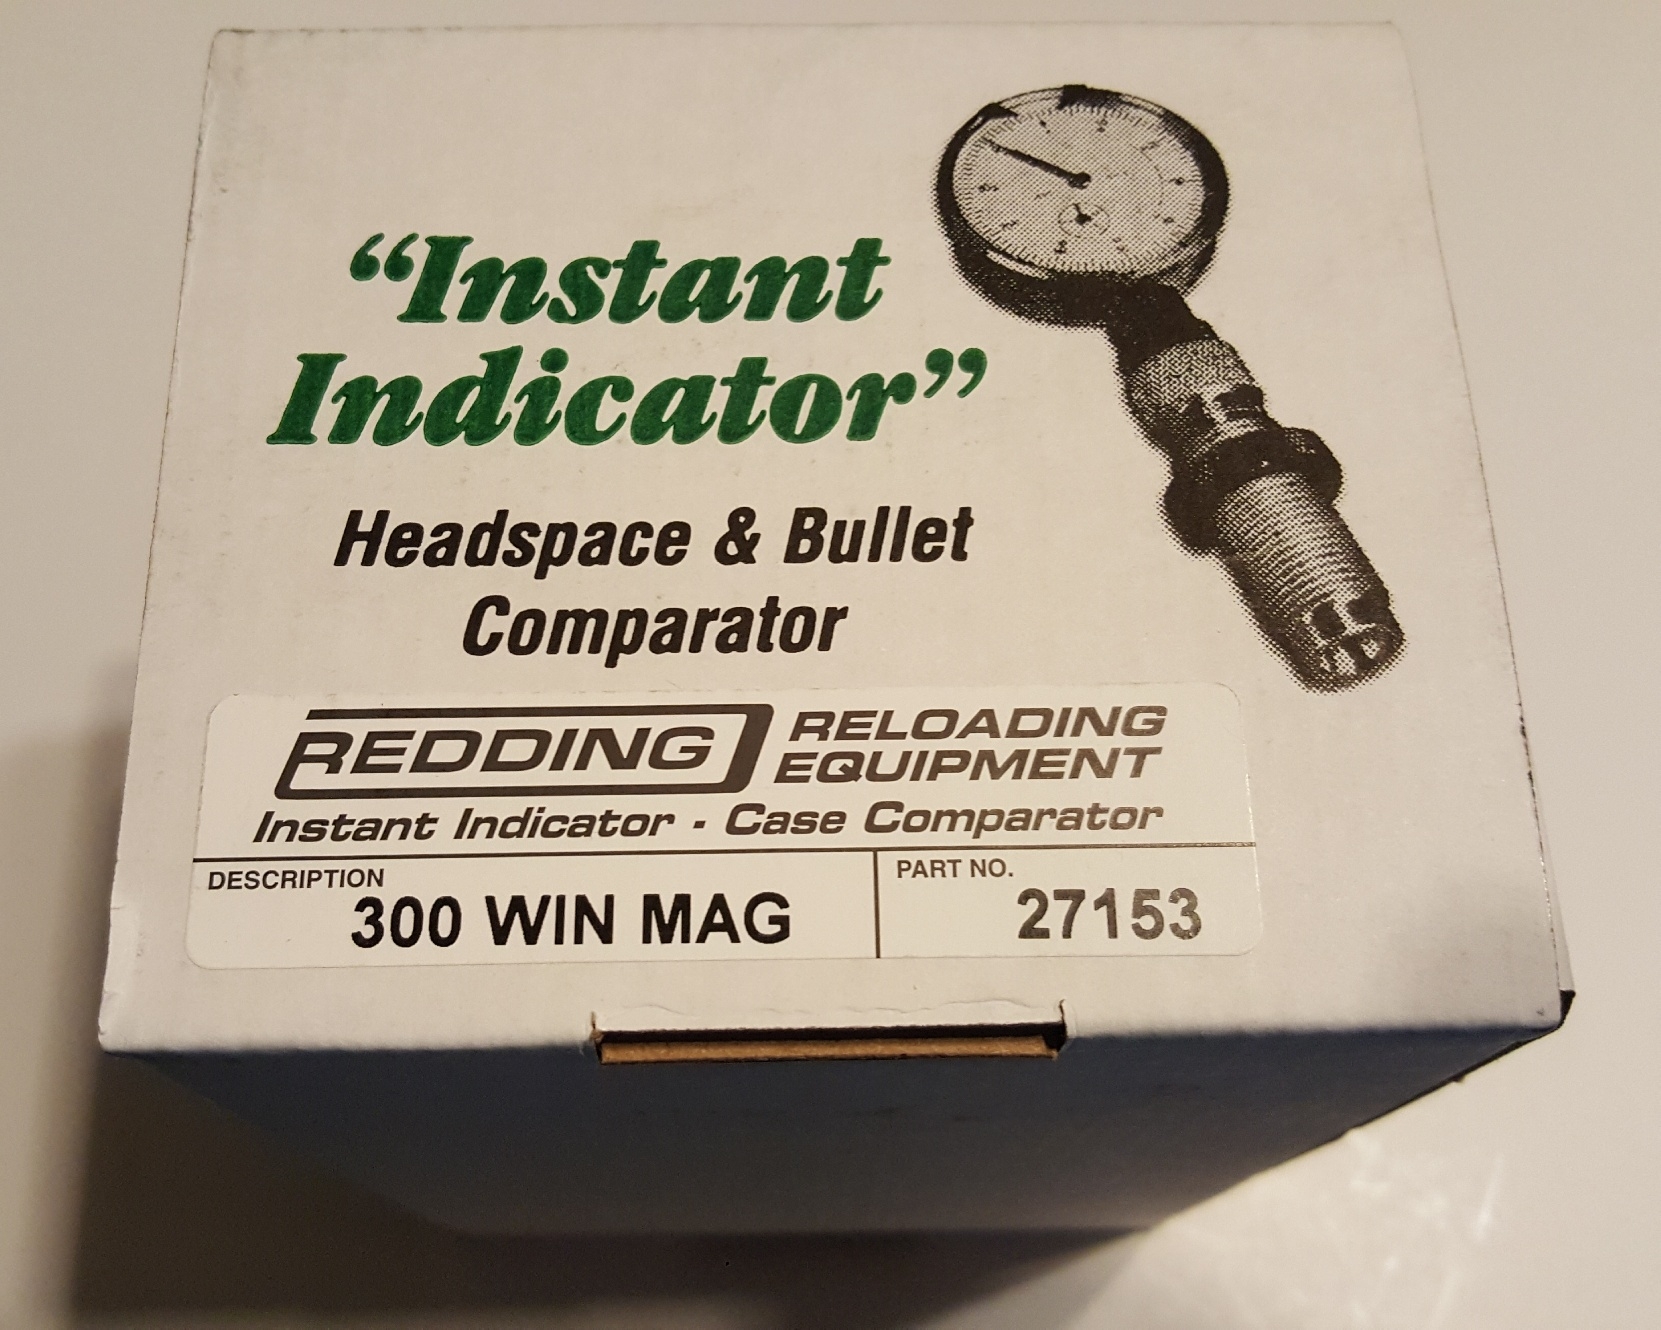 “Instant
Indicator”
Headspace & Bullet
Comparator
REDDING RELOADING
EQUIPMENT
Instant Indicator - Case Comparator
DESCRIPTION
300 WIN MAG
PART NO.
27153